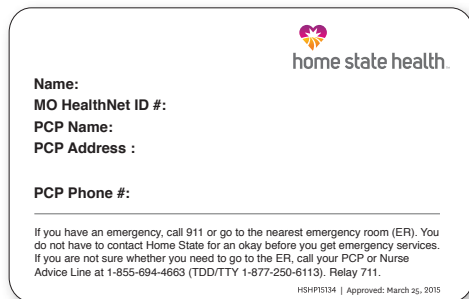 home state health.
Name:
MO HealthNet ID #:
PCP Name:
PCP Address :
PCP Phone #:
If you have an emergency, call 911 or go to the nearest emergency room (ER). You
do not have to contact Home State for an okay before you get emergency services.
If you are not sure whether you need to go to the ER, call your PCP or Nurse
Advice Line at 1-855-694-4663 (TDD/TTY 1-877-250-6113). Relay 711.
HSHP15134 | Approved: March 25, 2015